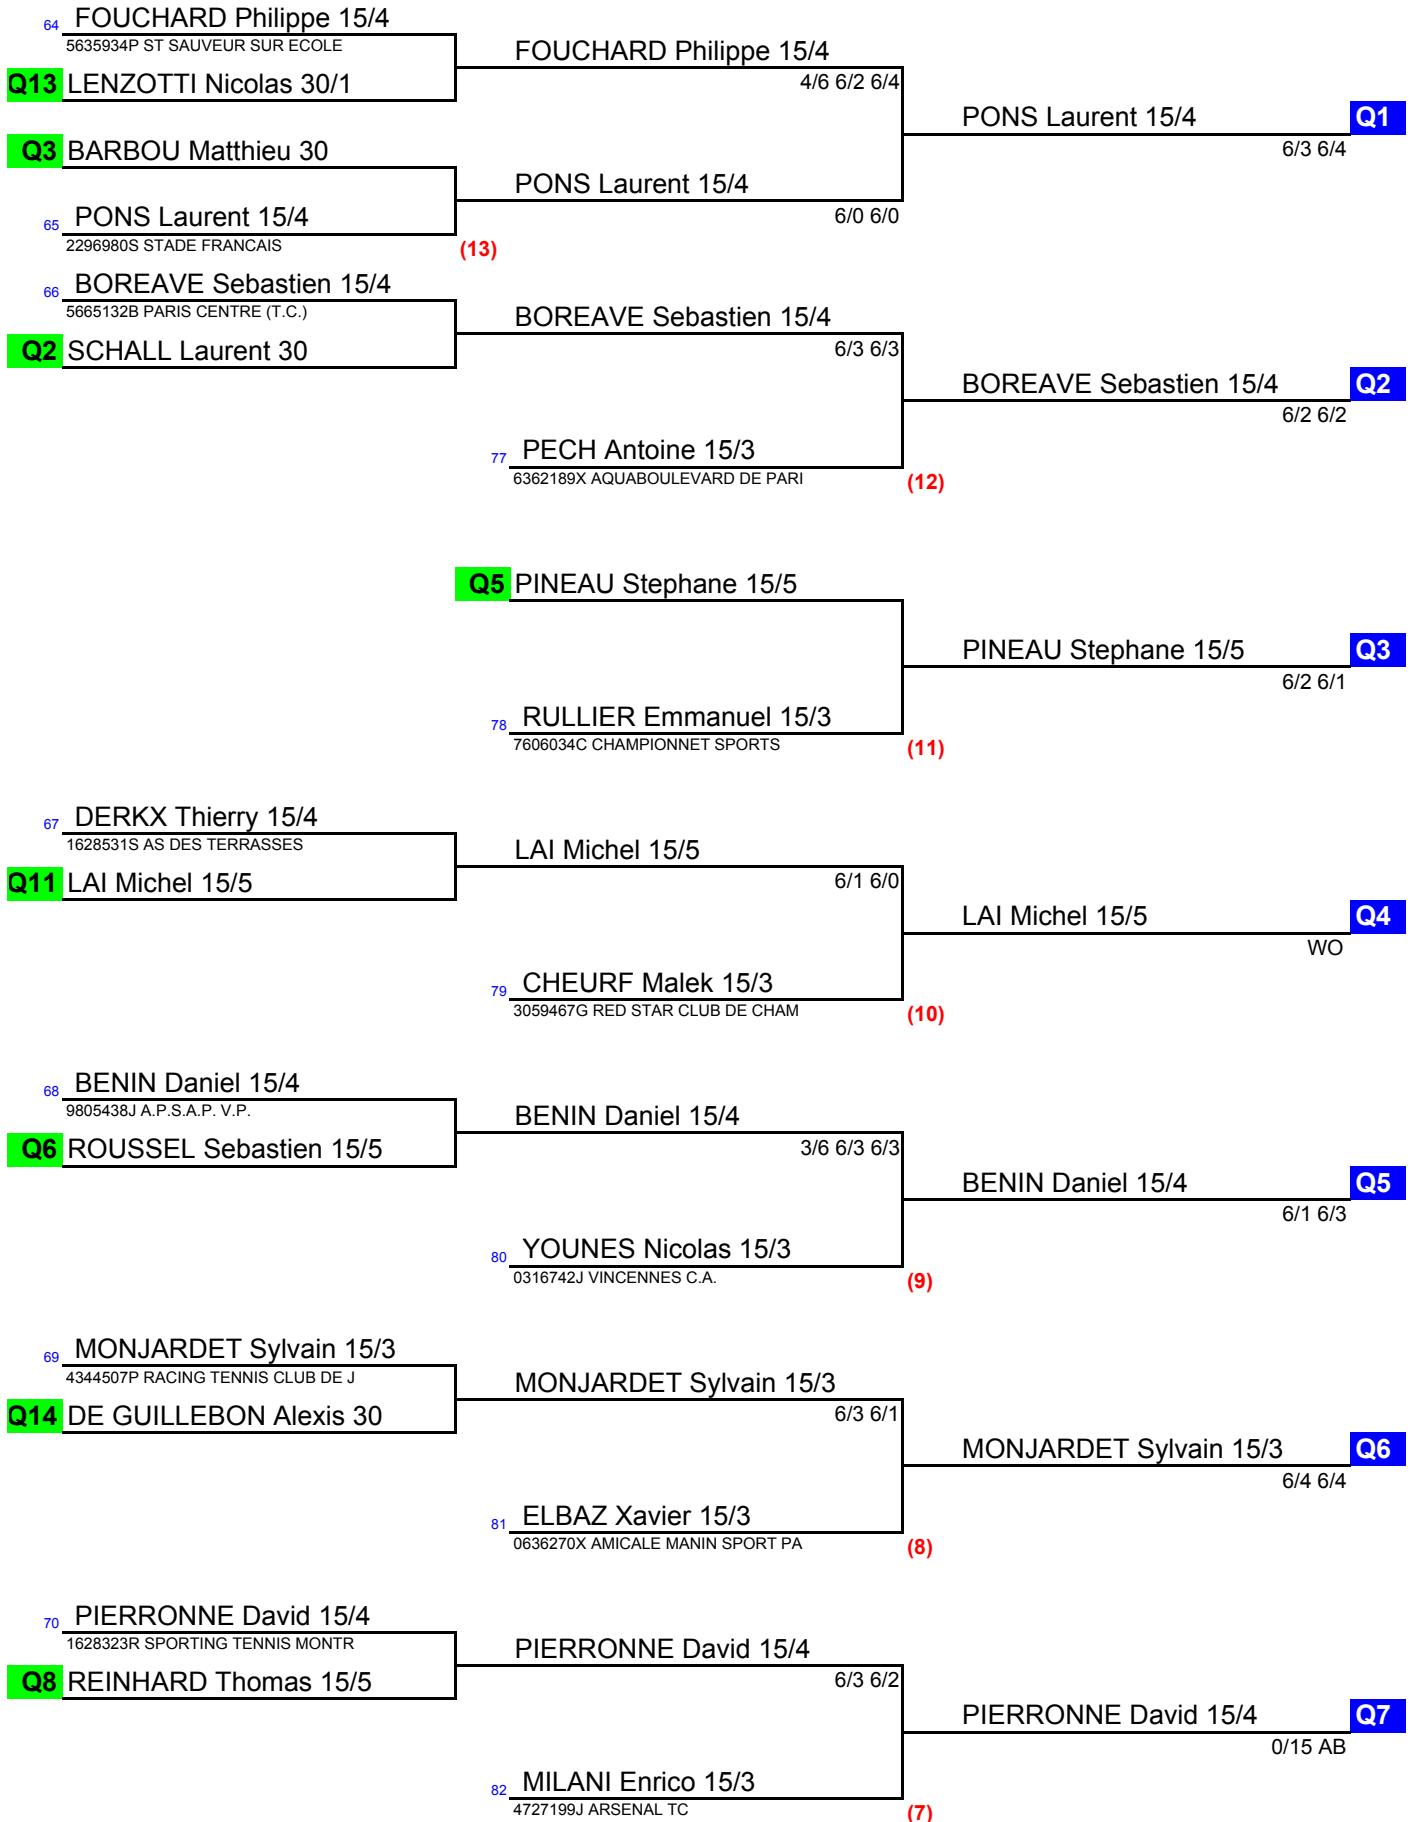 64 FOUCHARD Philippe 15/4
5635934P ST SAUVEUR SUR ECOLE
FOUCHARD Philippe 15/4
Q13 LENZOTTI Nicolas 30/1
4/6 6/2 6/4
PONS Laurent 15/4 Q1
6/3 6/4
Q3 BARBOU Matthieu 30
PONS Laurent 15/4
65 PONS Laurent 15/4
6/0 6/0
2296980S STADE FRANCAIS
(13)
66 BOREAVE Sebastien 15/4
5665132B PARIS CENTRE (T.C.)
BOREAVE Sebastien 15/4
Q2 SCHALL Laurent 30
6/3 6/3
BOREAVE Sebastien 15/4 Q2
6/2 6/2
77 PECH Antoine 15/3
6362189X AQUABOULEVARD DE PARI
(12)
Q5 PINEAU Stephane 15/5
PINEAU Stephane 15/5 Q3
6/2 6/1
78 RULLIER Emmanuel 15/3
7606034C CHAMPIONNET SPORTS
(11)
67 DERKX Thierry 15/4
1628531S AS DES TERRASSES
LAI Michel 15/5
Q11 LAI Michel 15/5
6/1 6/0
LAI Michel 15/5 Q4
WO
79 CHEURF Malek 15/3
3059467G RED STAR CLUB DE CHAM
(10)
68 BENIN Daniel 15/4
9805438J A.P.S.A.P. V.P.
BENIN Daniel 15/4
Q6 ROUSSEL Sebastien 15/5
3/6 6/3 6/3
BENIN Daniel 15/4 Q5
6/1 6/3
80 YOUNES Nicolas 15/3
0316742J VINCENNES C.A.
(9)
69 MONJARDET Sylvain 15/3
4344507P RACING TENNIS CLUB DE J
MONJARDET Sylvain 15/3
Q14 DE GUILLEBON Alexis 30
6/3 6/1
MONJARDET Sylvain 15/3 Q6
6/4 6/4
81 ELBAZ Xavier 15/3
0636270X AMICALE MANIN SPORT PA
(8)
70 PIERRONNE David 15/4
1628323R SPORTING TENNIS MONTR
PIERRONNE David 15/4
Q8 REINHARD Thomas 15/5
6/3 6/2
PIERRONNE David 15/4 Q7
0/15 AB
82 MILANI Enrico 15/3
4727199J ARSENAL TC
(7)